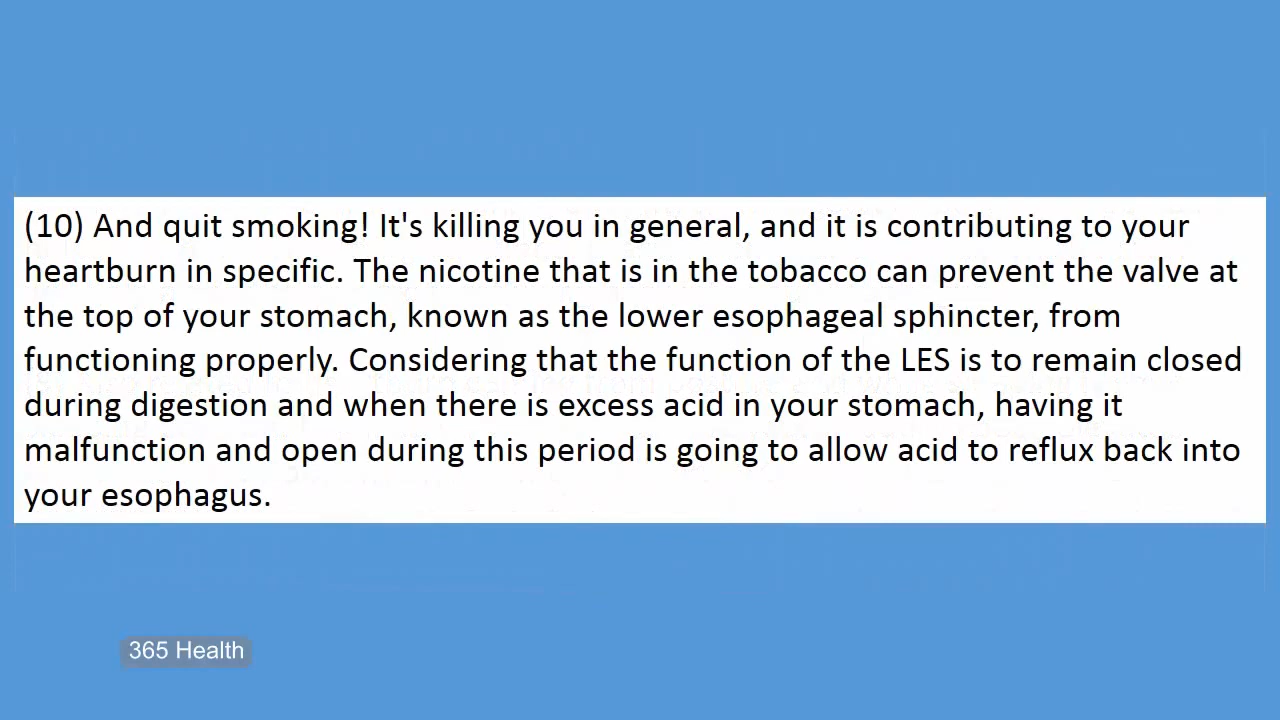 (10) And quit smoking! It's killing you in general, and it is contributing to your
heartburn in specific. The nicotine that is in the tobacco can prevent the valve at
the top of your stomach, known as the lower esophageal sphincter, from
functioning properly. Considering that the function of the LES is to remain closed
during digestion and when there is excess acid in your stomach, having it
malfunction and open during this period is going to allow acid to reflux back into
your esophagus.
365 Health